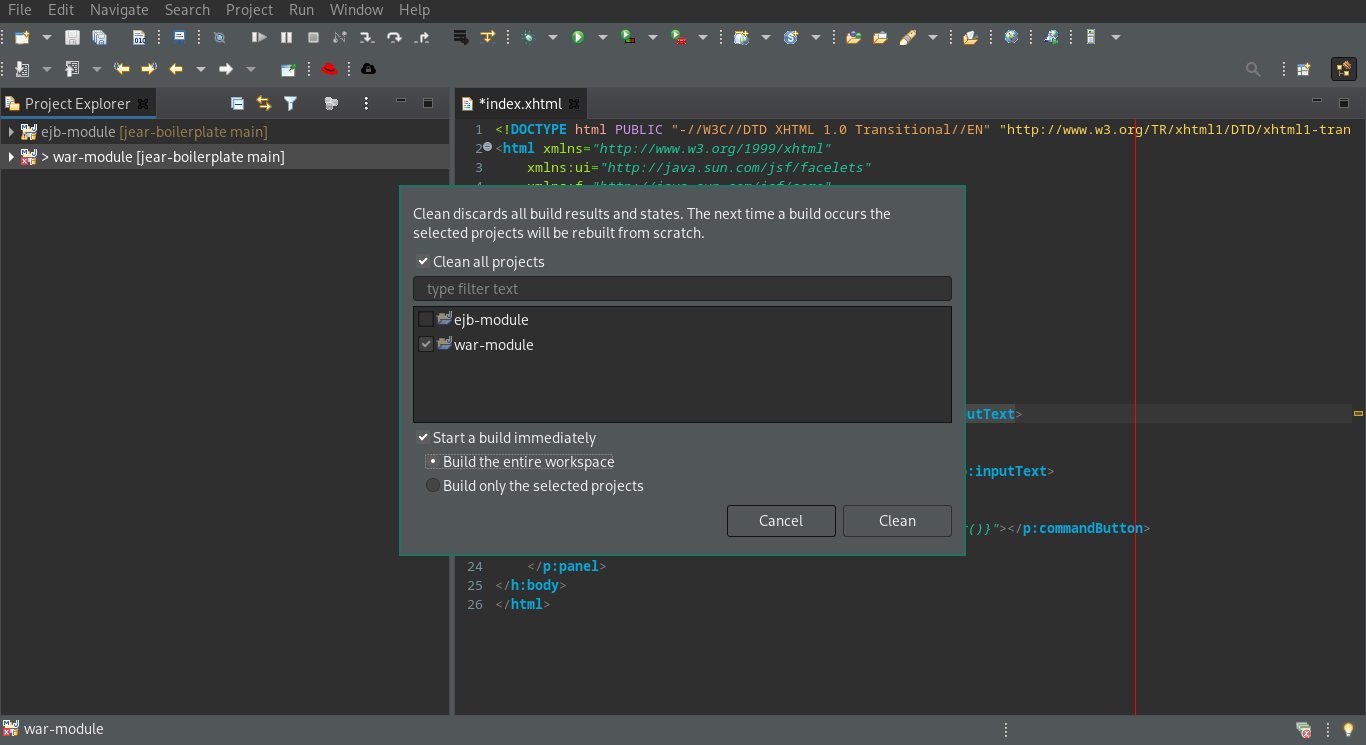 File Edit Navigate Search Project Run Window Help
Project Explorer
*index.xhtml
ejb-module [jear-boilerplate main]
> war-module [jear-boilerplate main]
1 <!DOCTYPE html PUBLIC "-//W3C//DTD XHTML 1.0 Transitional//EN" "http://www.w3.org/TR/xhtml1/DTD/xhtml1-tran
2 <html xmlns="http://www.w3.org/1999/xhtml"
3 xmlns:ui="http://java.sun.com/jsf/facelets"
Clean discards all build results and states. The next time a build occurs the
selected projects will be rebuilt from scratch.
Clean all projects
type filter text
ejb-module
war-module
utText>
Start a build immediately
Build the entire workspace
:inputText>
Build only the selected projects
Cancel Clean
()}"></p:commandButton>
24 </p:panel>
25 </h:body>
26 </html>
war-module